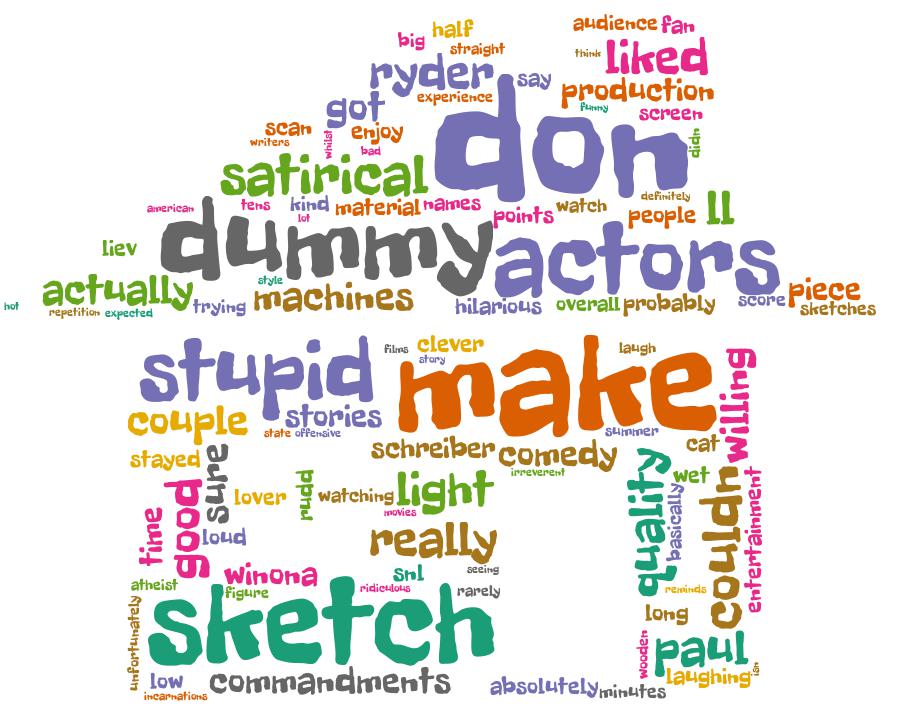 audience fan
big half
straight
think liked
ryder say
experience production
got funny
screen
scan enjoy don
writers whilst didn
bad
satirical
definitely
american tens kind material names points watch people ll
lot
dummy actors
liev
style
actually trying machines hilarious overall probably score piece
hot repetition expected sketches
films clever laugh
story
stupid make willing
couple stories
state offensive summer
schreiber comedy cat
stayed sure irreverent
rudd wet
lover watching light quality basically couldn entertainment
movies
time good loud really
seeing
winona snl
atheist figure ridiculous rarely reminds
unfortunately sketch long
wooden paul
low commandments laughing isn
incarnations absolutely minutes